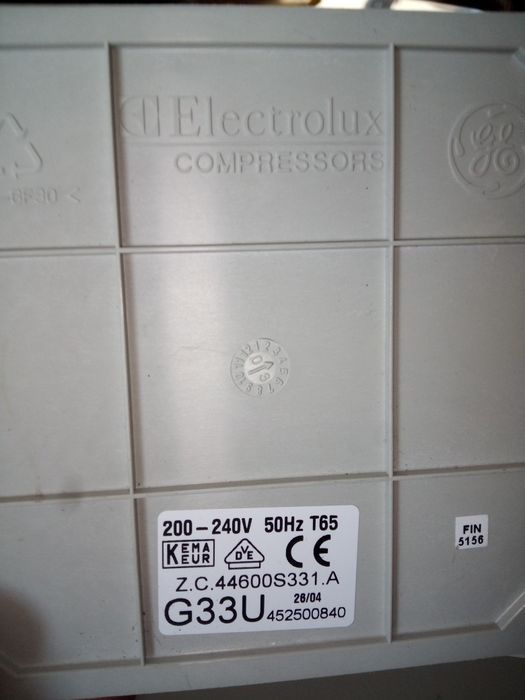 Electrolux
COMPRESSORS
200-240V 50Hz T65
KEMA
KEUR
VDE
CE
Z.C.44600S331.A
26/04
G33U 452500840
FIN
5156